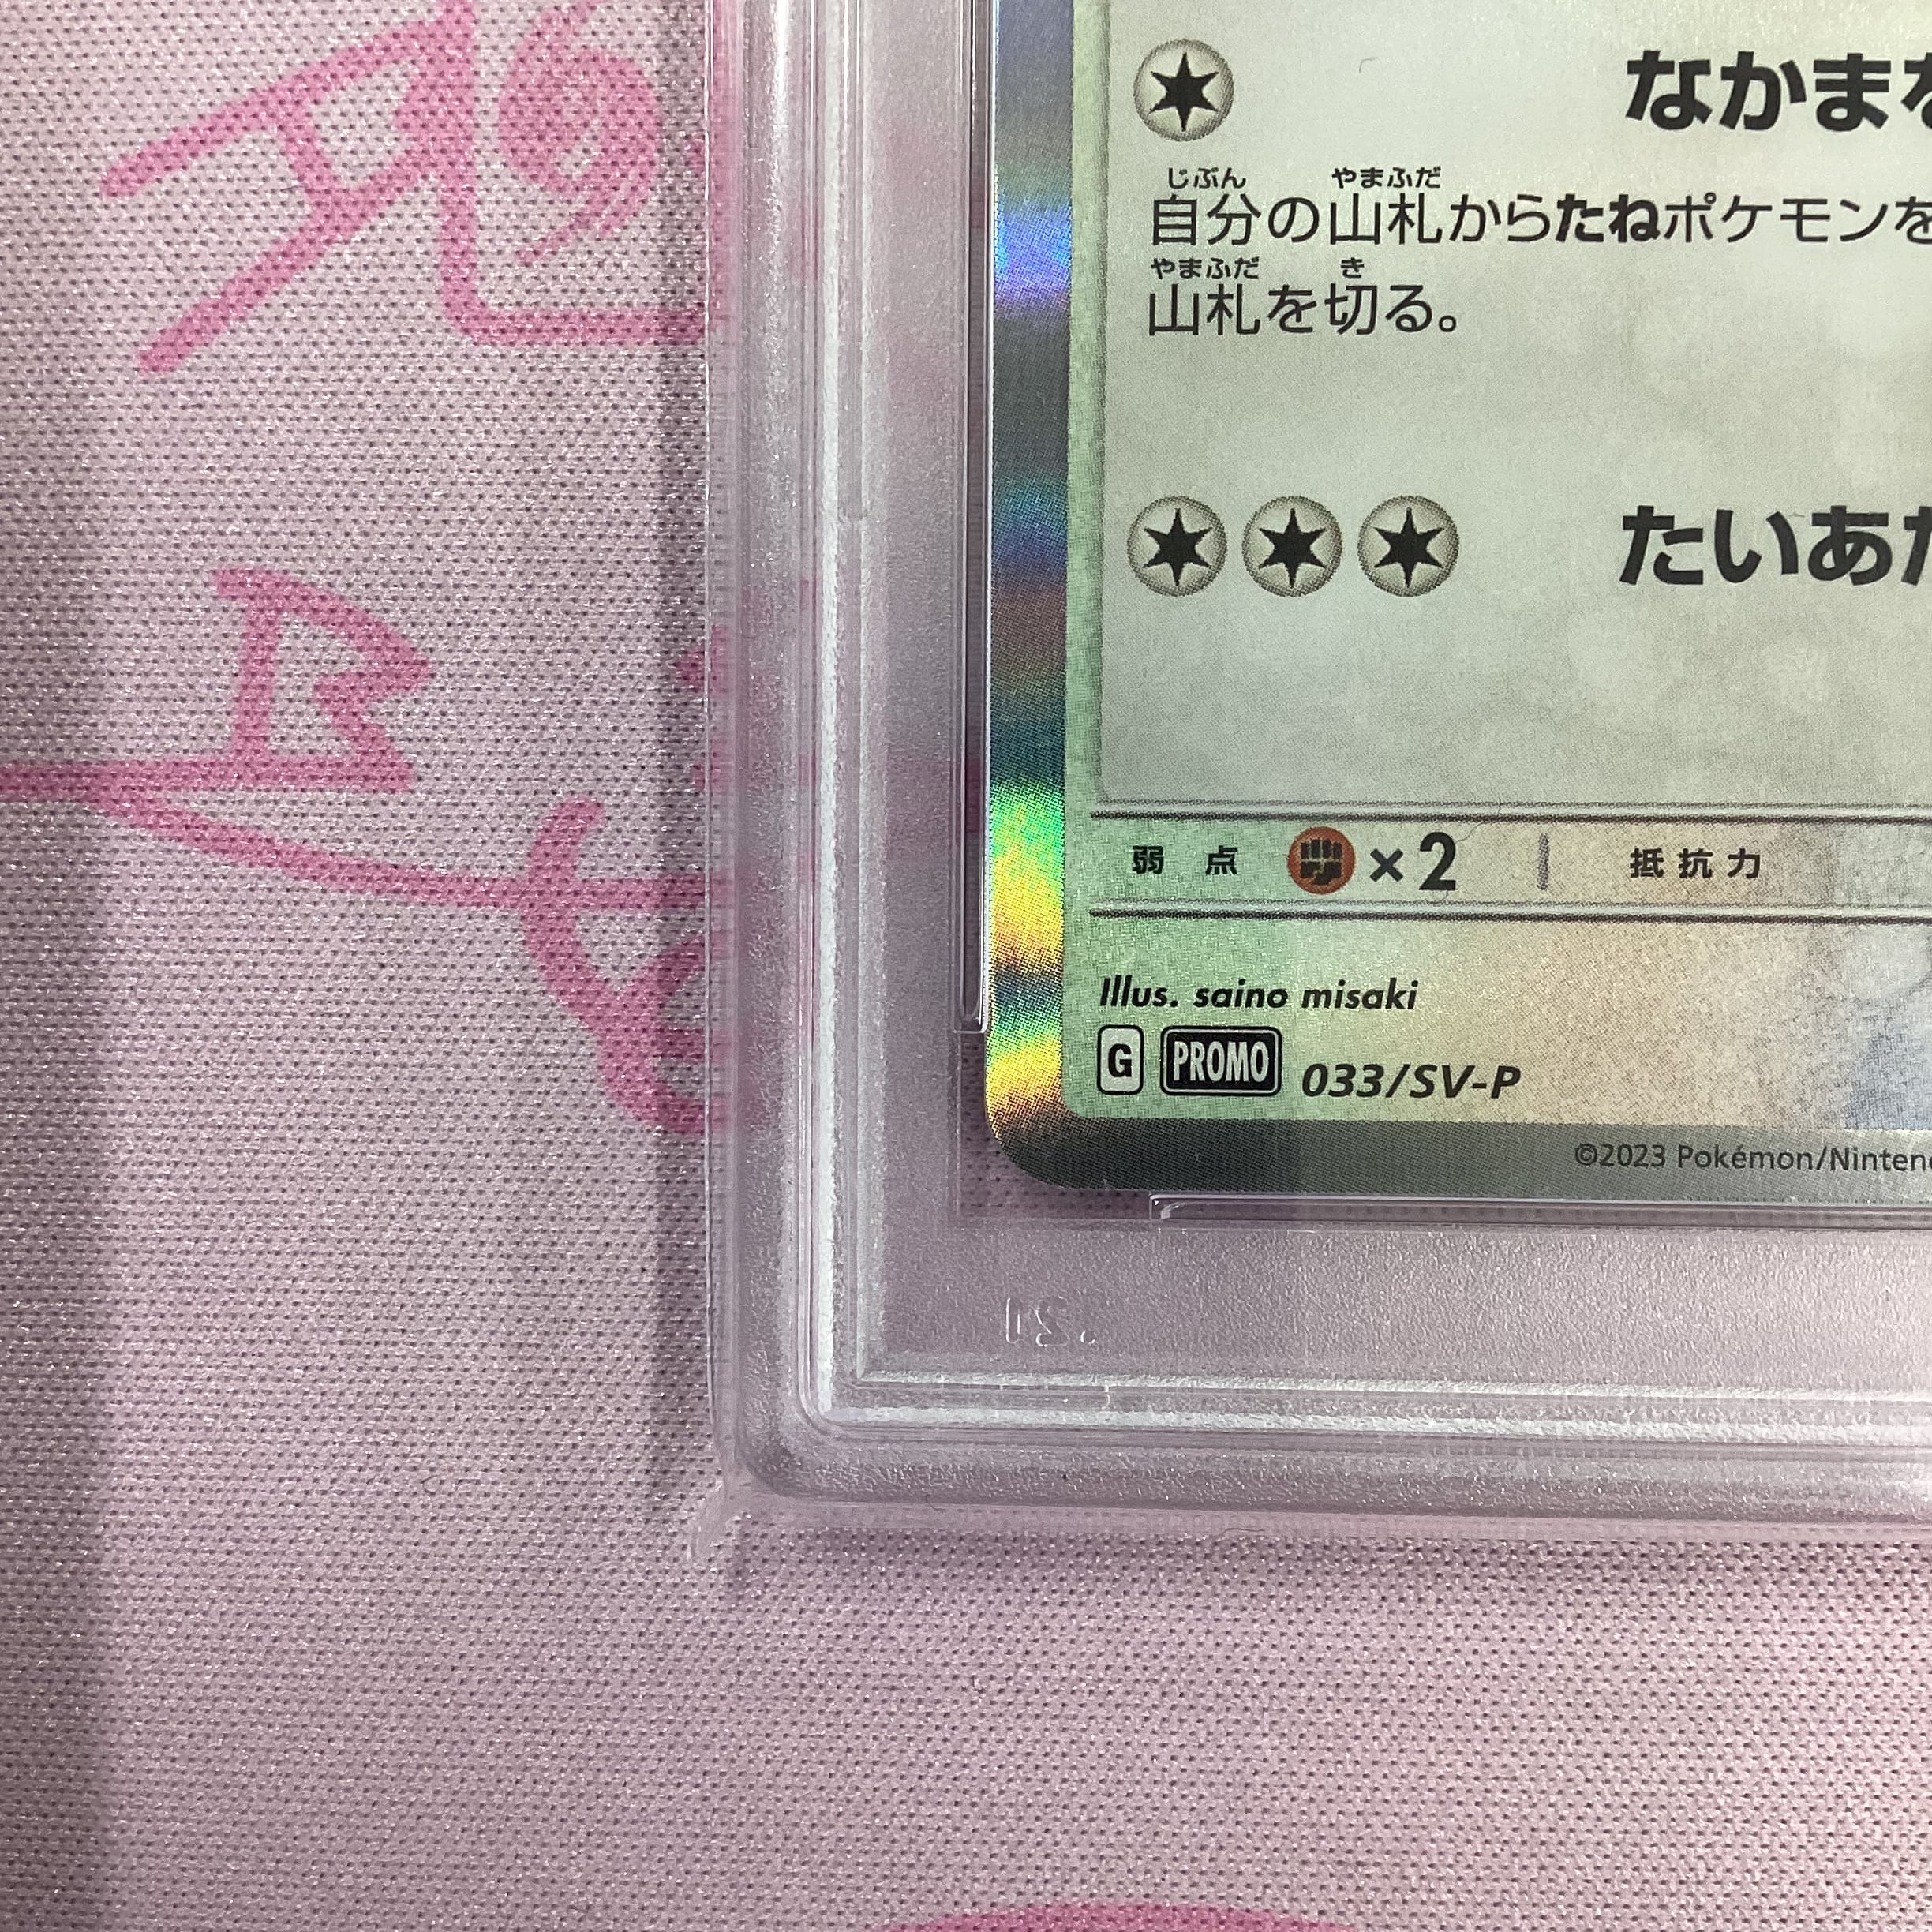 なかまな
じぶん やまふだ
自分の山札からたねポケモンを
やまふだ き
山札を切る。
たいあた
弱点 ×2 抵抗力
Illus. saino misaki
G PROMO 033/SV-P
©2023 Pokémon/Ninten